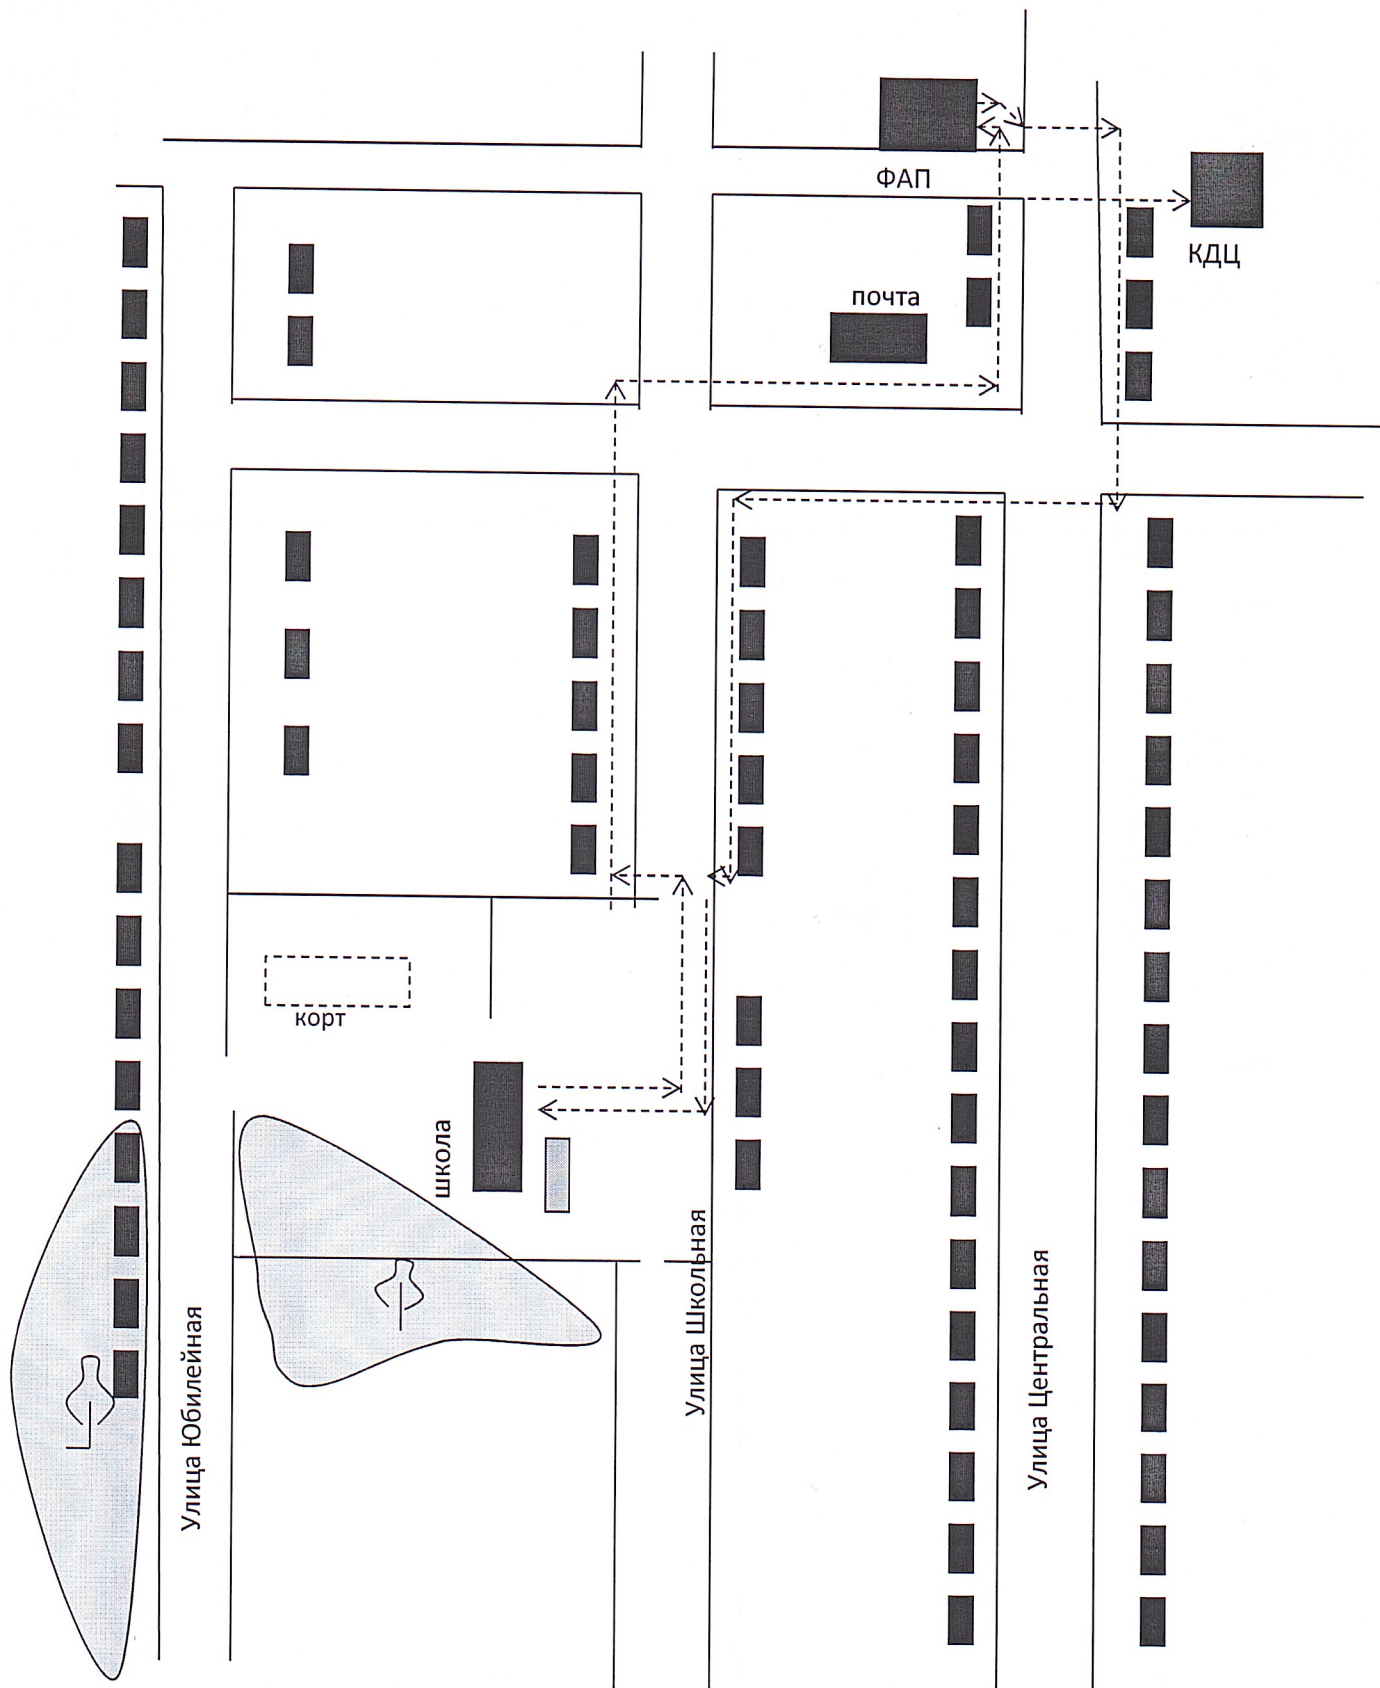 ФАП
КДЦ
почта
корт
школа
Улица Школьная
Улица Центральная
Улица Юбилейная